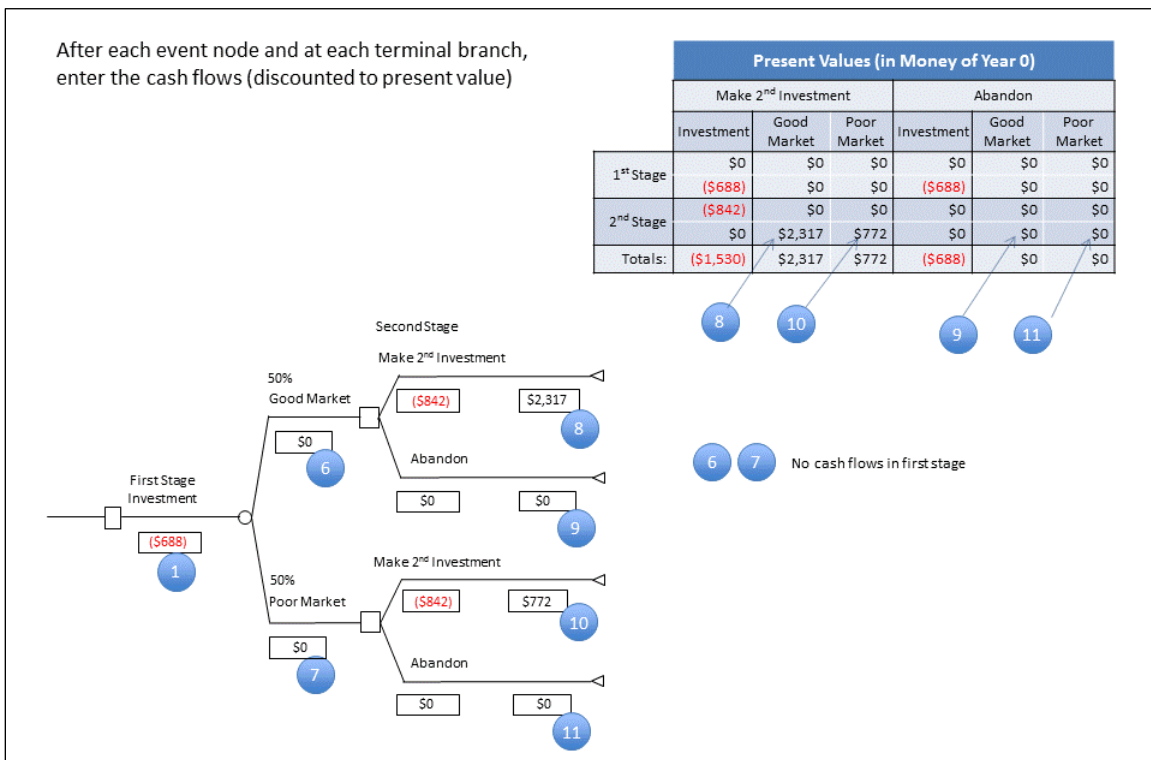 After each event node and at each terminal branch,
enter the cash flows (discounted to present value)
Present Values (in Money of Year 0)
Make 2nd Investment Abandon
Investment Good Market Poor Market Investment Good Market Poor Market
1st Stage
$0 $0 $0 $0 $0 $0
($688) $0 $0 ($688) $0 $0
2nd Stage
($842) $0 $0 $0 $0 $0
$0 $2,317 $772 $0 $0 $0
Totals: ($1,530) $2,317 $772 ($688) $0 $0
8 10 9 11
Second Stage
Make 2nd Investment
50%
Good Market
($842) $2,317
8
$0
6
Abandon
$0 $0
9
6 7 No cash flows in first stage
First Stage
Investment
($688)
1
Make 2nd Investment
50%
Poor Market
($842) $772
10
$0
7
Abandon
$0 $0
11